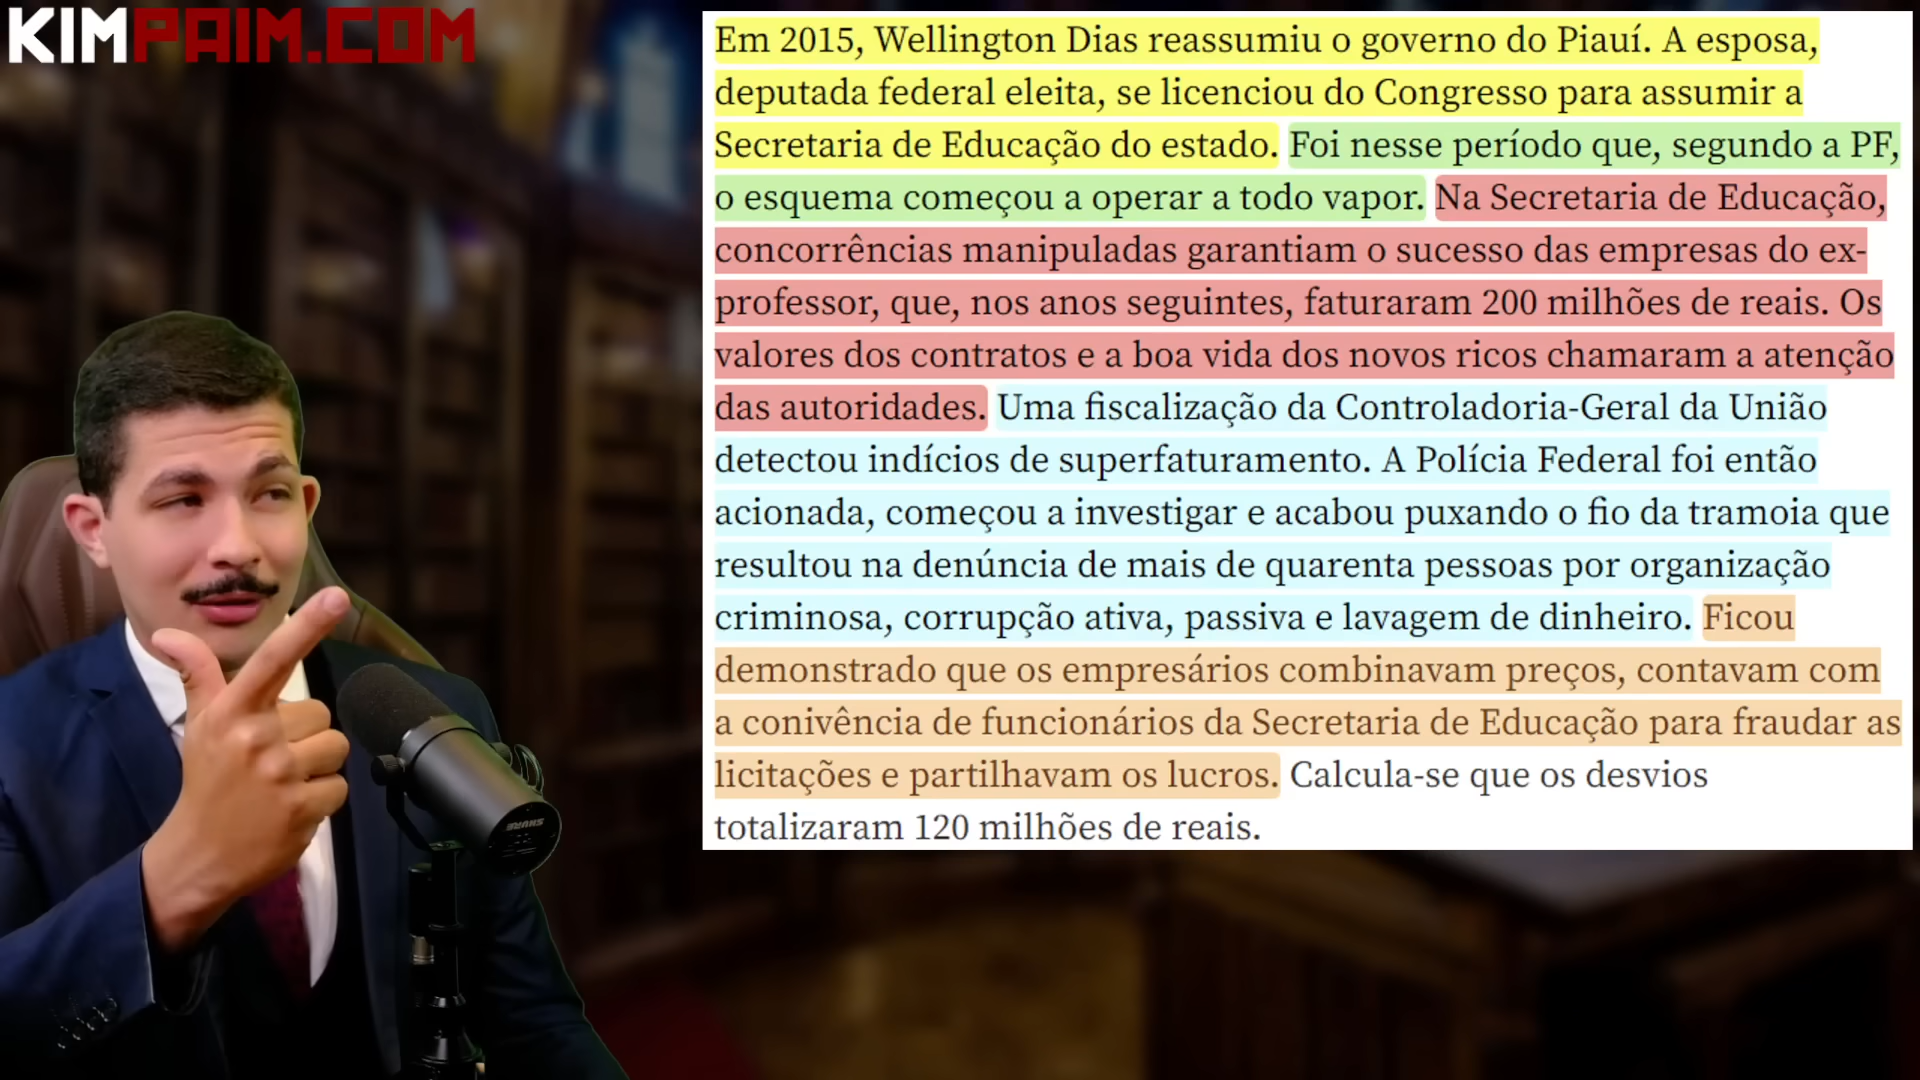 KIMPAIM.COM
Em 2015, Wellington Dias reassumiu o governo do Piauí. A esposa,
deputada federal eleita, se licenciou do Congresso para assumir a
Secretaria de Educação do estado. Foi nesse período que, segundo a PF,
o esquema começou a operar a todo vapor. Na Secretaria de Educação,
concorrências manipuladas garantiam o sucesso das empresas do ex-
professor, que, nos anos seguintes, faturaram 200 milhões de reais. Os
valores dos contratos e a boa vida dos novos ricos chamaram a atenção
das autoridades. Uma fiscalização da Controladoria-Geral da União
detectou indícios de superfaturamento. A Polícia Federal foi então
acionada, começou a investigar e acabou puxando o fio da tramoia que
resultou na denúncia de mais de quarenta pessoas por organização
criminosa, corrupção ativa, passiva e lavagem de dinheiro. Ficou
demonstrado que os empresários combinavam preços, contavam com
a conivência de funcionários da Secretaria de Educação para fraudar as
licitações e partilhavam os lucros. Calcula-se que os desvios
totalizaram 120 milhões de reais.
SHURE